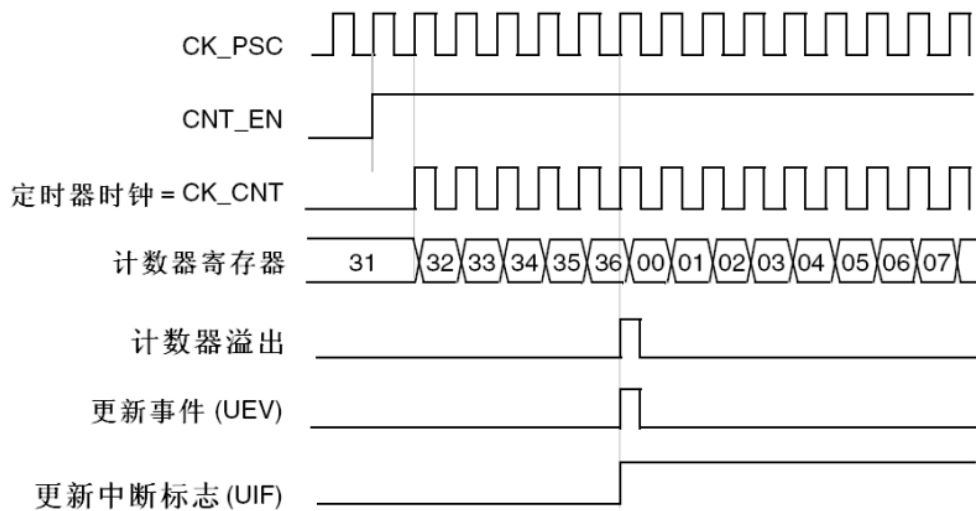 CK_PSC
CNT_EN
定时器时钟 = CK_CNT
计数器寄存器 31 32 33 34 35 36 00 01 02 03 04 05 06 07
计数器溢出
更新事件 (UEV)
更新中断标志 (UIF)